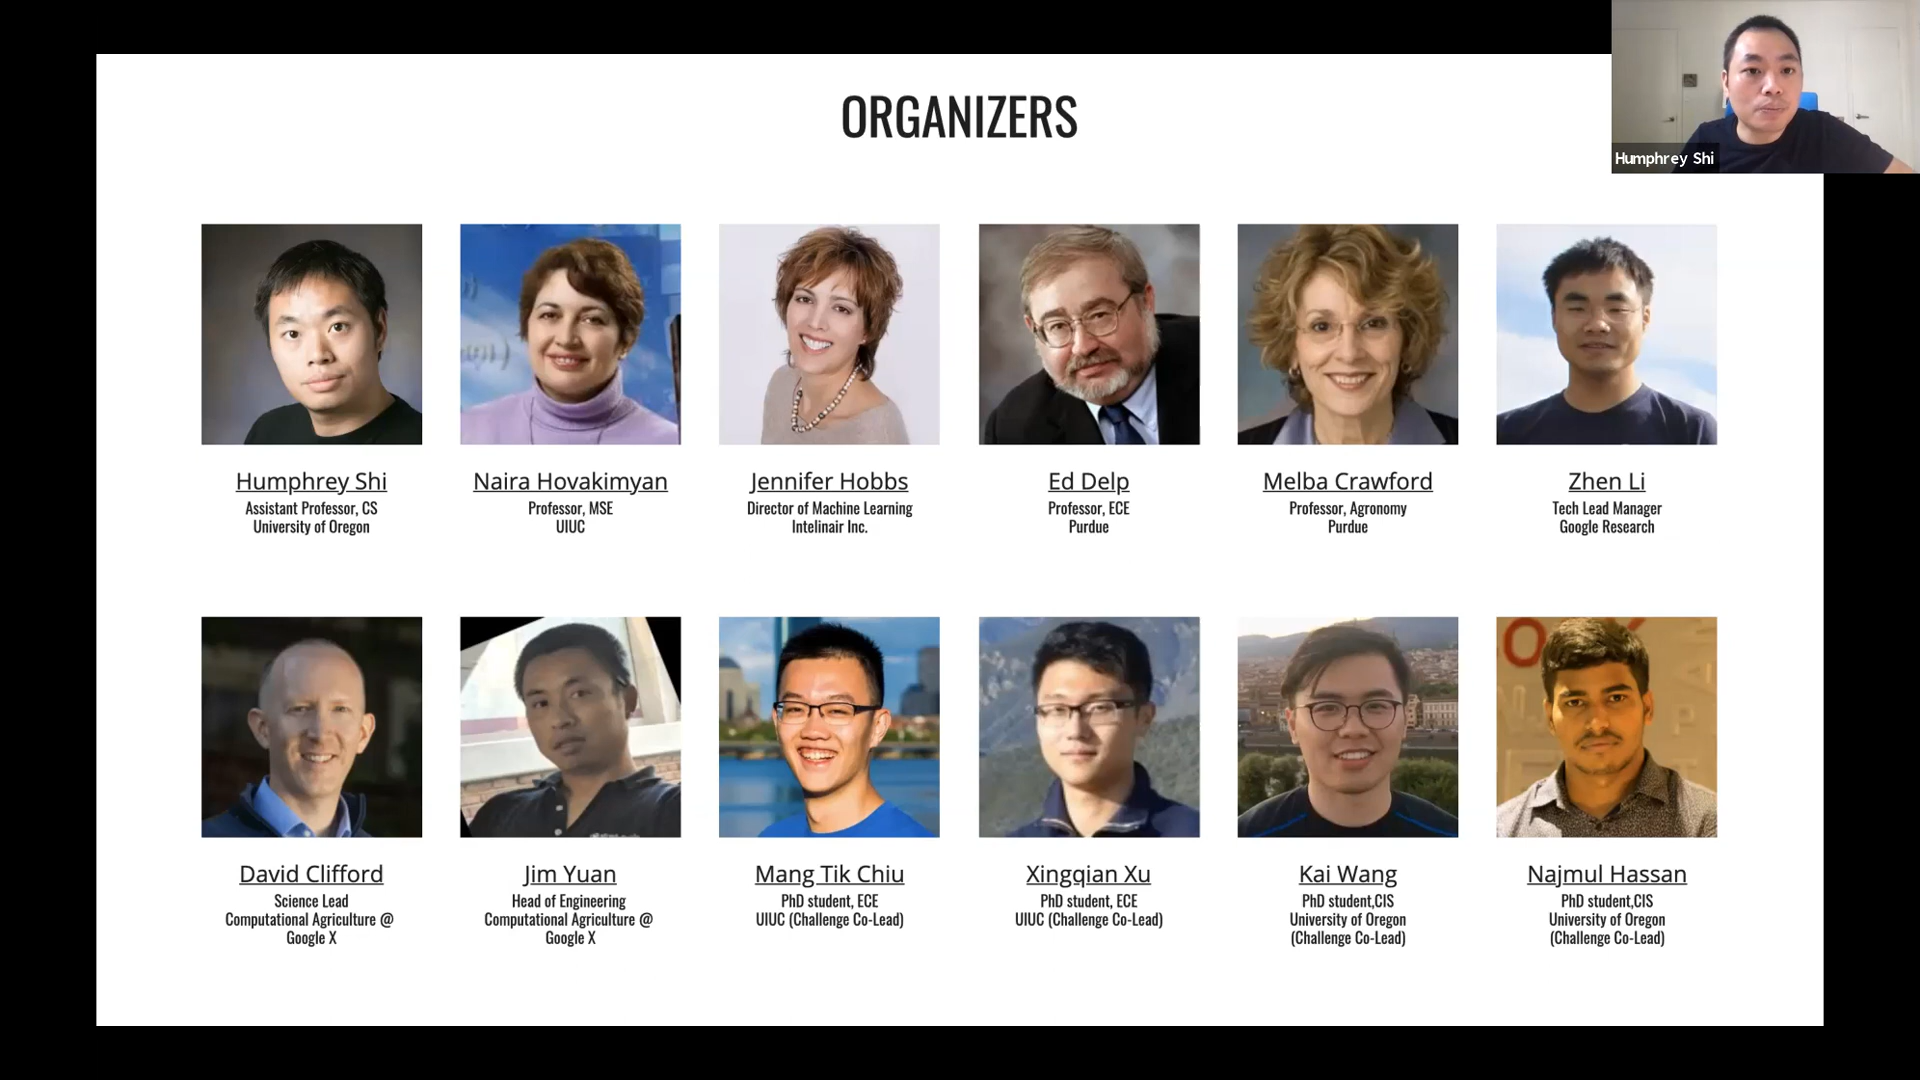 ORGANIZERS
Humphrey Shi
Humphrey Shi
Assistant Professor, CS
University of Oregon
Naira Hovakimyan
Professor, MSE
UIUC
Jennifer Hobbs
Director of Machine Learning
Intelinair Inc.
Ed Delp
Professor, ECE
Purdue
Melba Crawford
Professor, Agronomy
Purdue
Zhen Li
Tech Lead Manager
Google Research
David Clifford
Science Lead
Computational Agriculture @
Google X
Jim Yuan
Head of Engineering
Computational Agriculture @
Google X
Mang Tik Chiu
PhD student, ECE
UIUC (Challenge Co-Lead)
Xingqian Xu
PhD student, ECE
UIUC (Challenge Co-Lead)
Kai Wang
PhD student,CIS
University of Oregon
(Challenge Co-Lead)
Najmul Hassan
PhD student,CIS
University of Oregon
(Challenge Co-Lead)